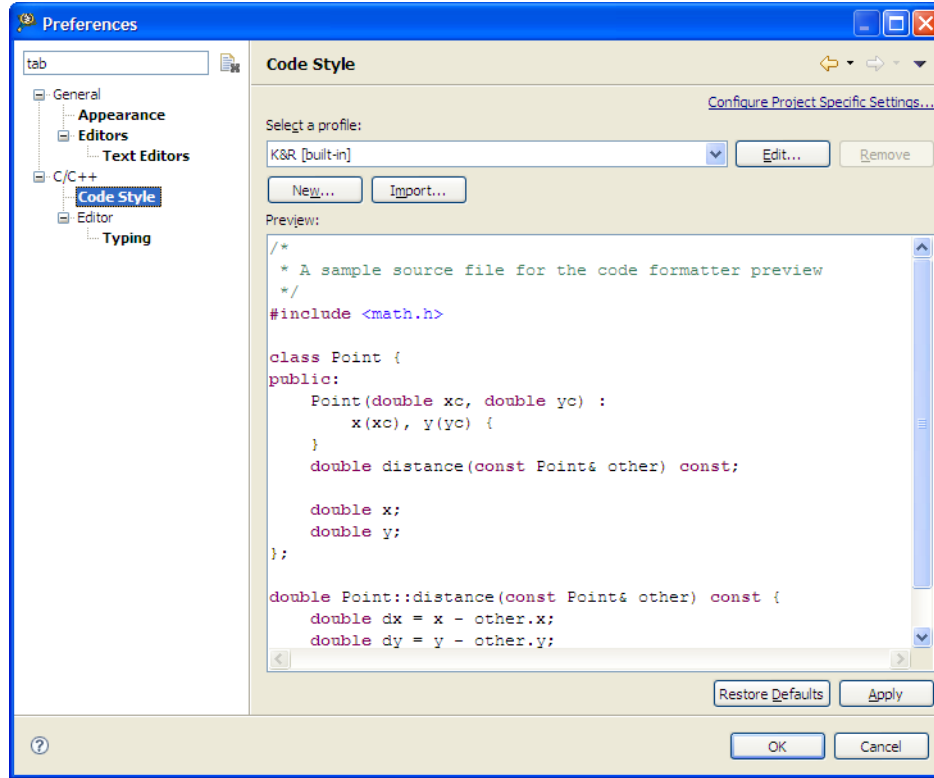 Preferences
tab
General
Appearance
Editors
Text Editors
C/C++
Code Style
Editor
Typing
Code Style
Configure Project Specific Settings...
Select a profile:
K&R [built-in]
Edit...
Remove
New...
Import...
Preview:
/*
 * A sample source file for the code formatter preview
 */
#include <math.h>
class Point {
public:
    Point(double xc, double yc) :
        x(xc), y(yc) {
    }
    double distance(const Point& other) const;
    double x;
    double y;
};
double Point::distance(const Point& other) const {
    double dx = x - other.x;
    double dy = y - other.y;
Restore Defaults
Apply
?
OK
Cancel